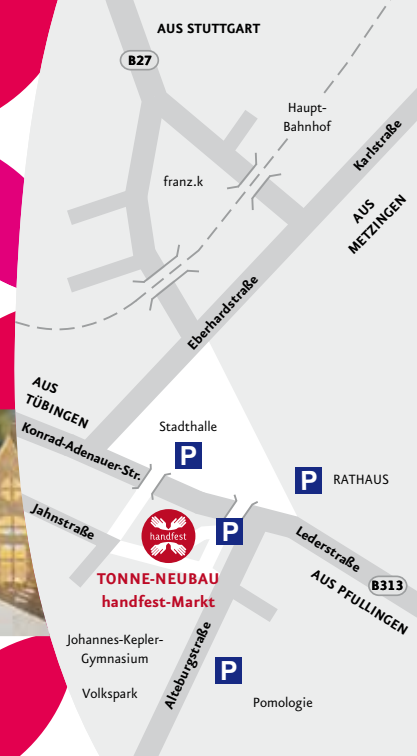 AUS STUTTGART
B27
Haupt-
Bahnhof
Karlstraße
franz.k
AUS
METZINGEN
Eberhardstraße
AUS
TÜBINGEN
Stadthalle
Konrad-Adenauer-Str.
P
P
RATHAUS
Jahnstraße
handfest
P
Lederstraße
TONNE-NEUBAU
handfest-Markt
B313
AUS PFULLINGEN
Johannes-Kepler-
Gymnasium
Alteburgstraße
P
Volkspark
Pomologie